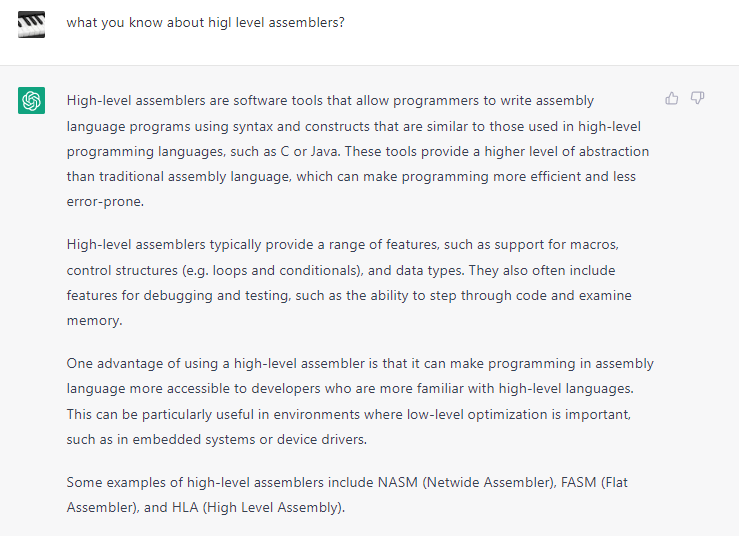 what you know about higl level assemblers?
High-level assemblers are software tools that allow programmers to write assembly
language programs using syntax and constructs that are similar to those used in high-level
programming languages, such as C or Java. These tools provide a higher level of abstraction
than traditional assembly language, which can make programming more efficient and less
error-prone.
High-level assemblers typically provide a range of features, such as support for macros,
control structures (e.g. loops and conditionals), and data types. They also often include
features for debugging and testing, such as the ability to step through code and examine
memory.
One advantage of using a high-level assembler is that it can make programming in assembly
language more accessible to developers who are more familiar with high-level languages.
This can be particularly useful in environments where low-level optimization is important,
such as in embedded systems or device drivers.
Some examples of high-level assemblers include NASM (Netwide Assembler), FASM (Flat
Assembler), and HLA (High Level Assembly).